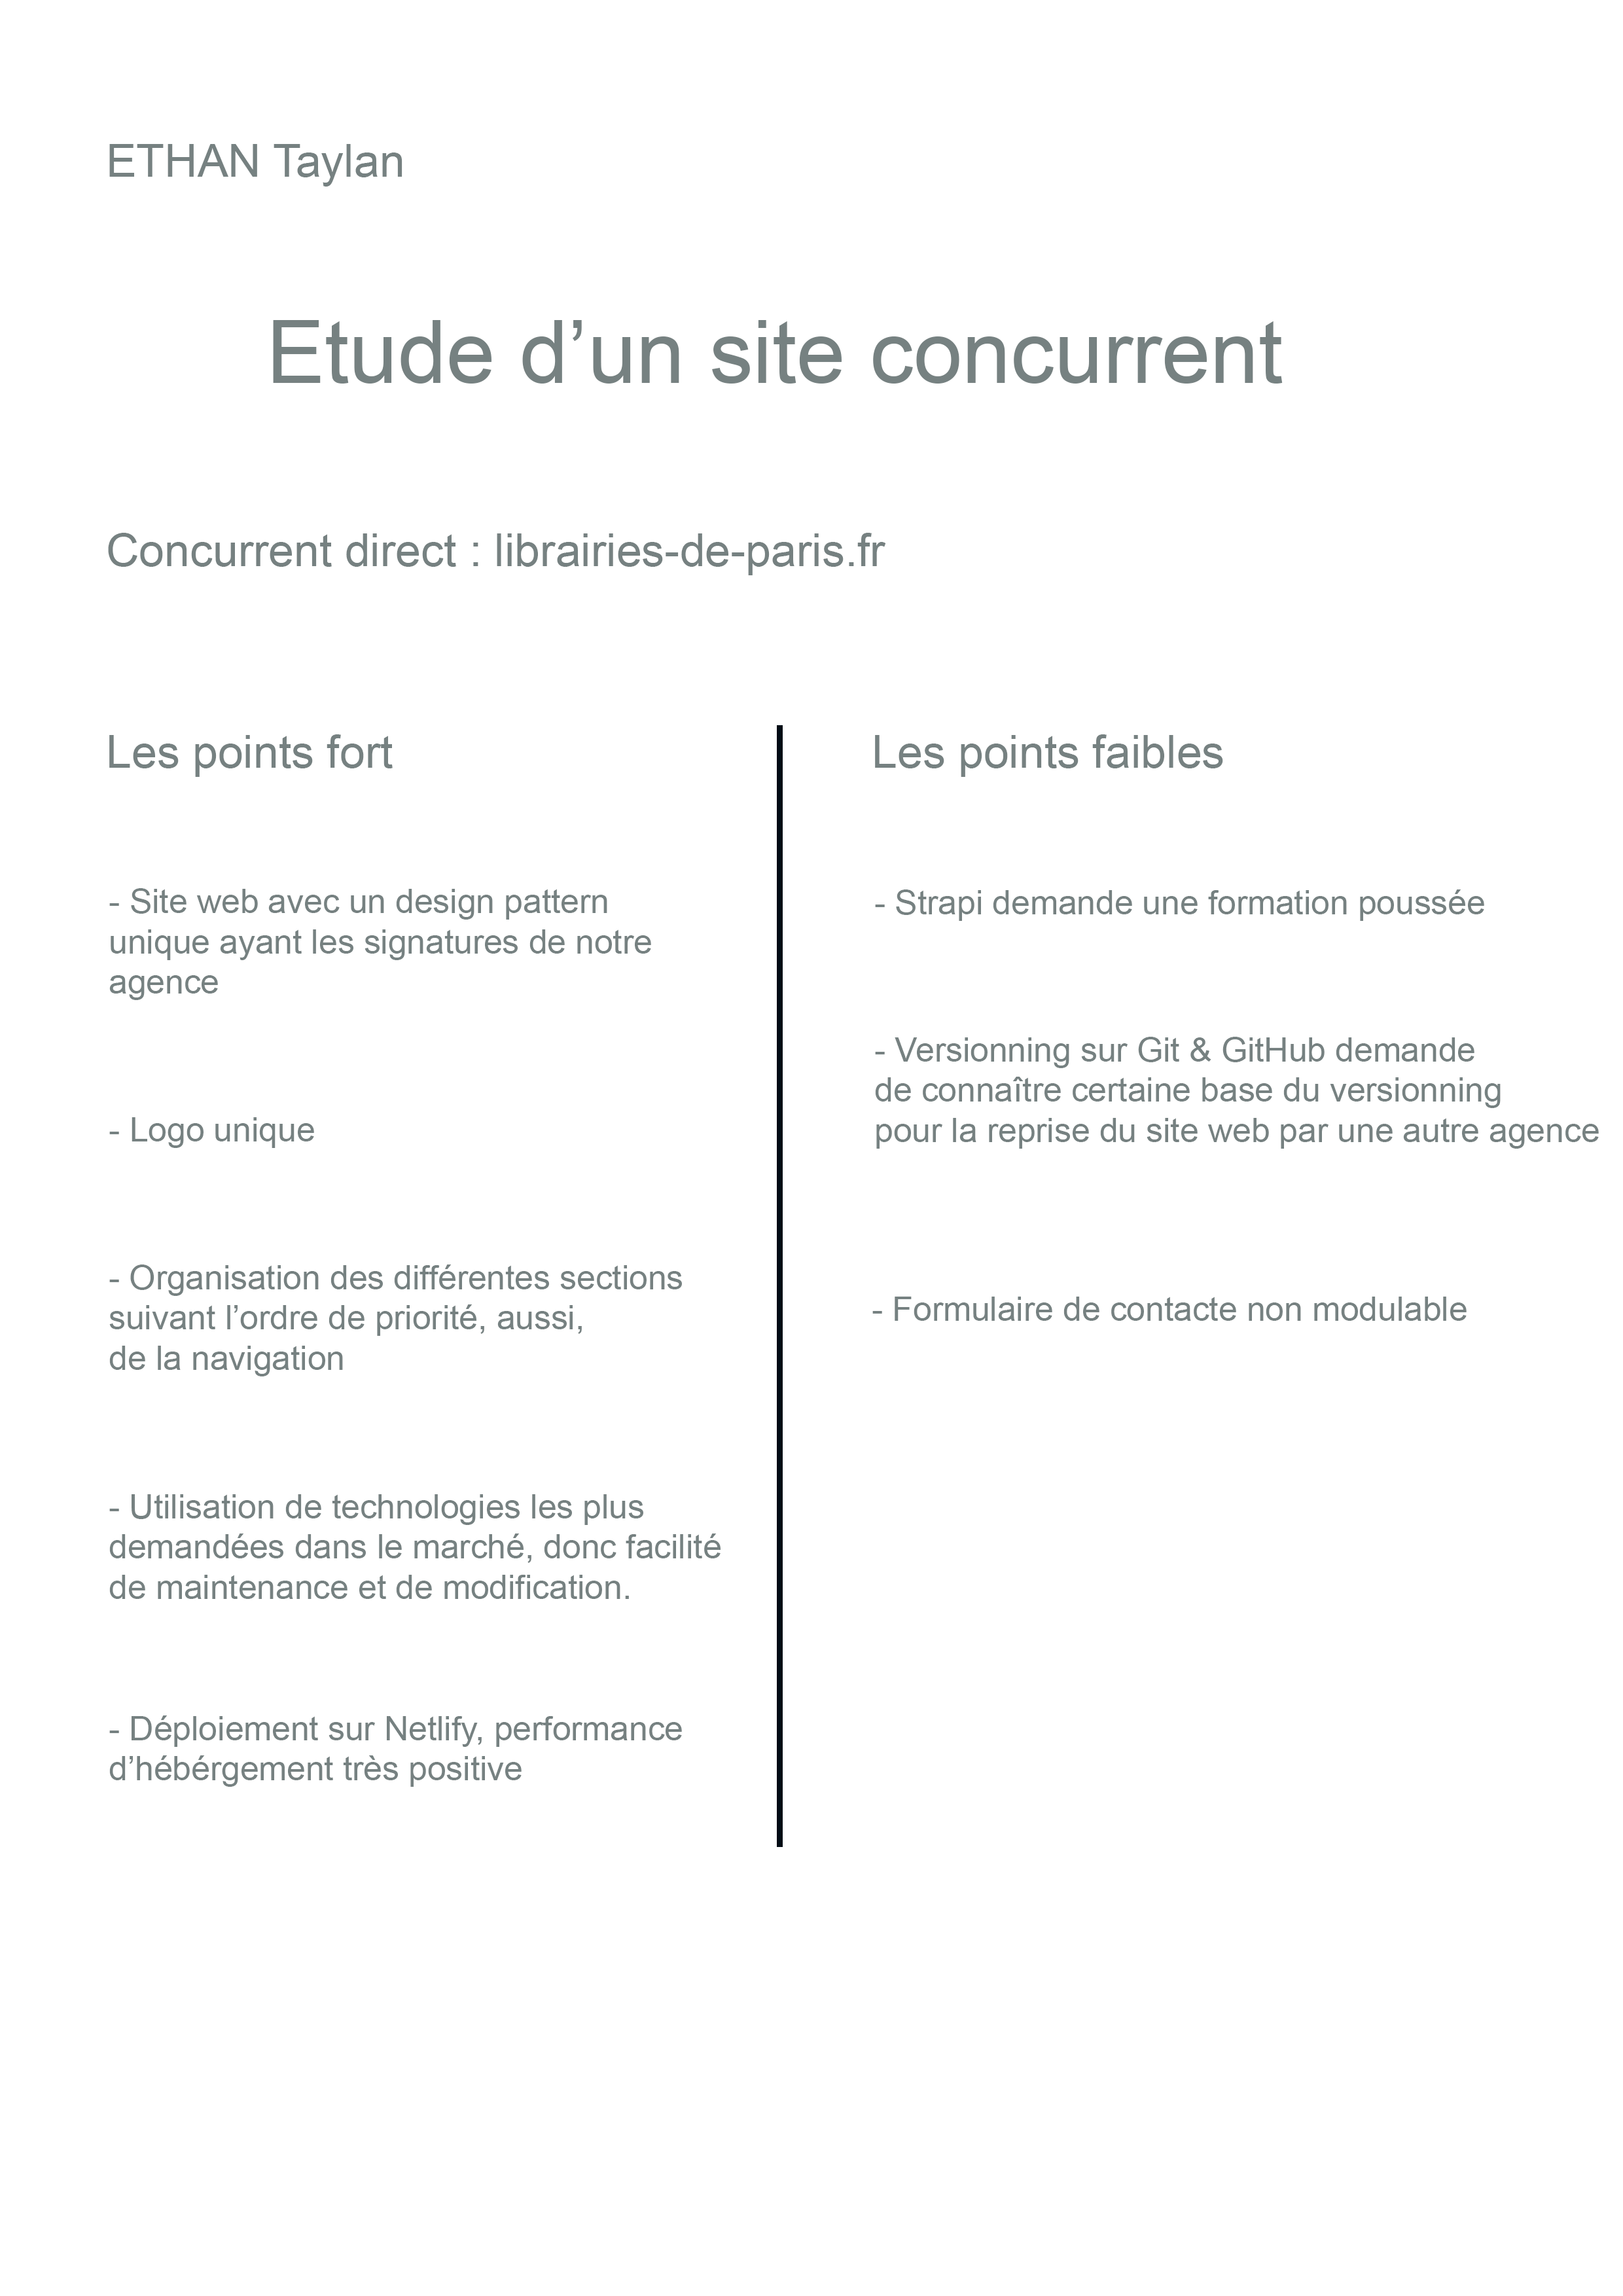 ETHAN Taylan
Etude d’un site concurrent
Concurrent direct : librairies-de-paris.fr
Les points fort
- Site web avec un design pattern
unique ayant les signatures de notre
agence
- Logo unique
- Organisation des différentes sections
suivant l’ordre de priorité, aussi,
de la navigation
- Utilisation de technologies les plus
demandées dans le marché, donc facilité
de maintenance et de modification.
- Déploiement sur Netlify, performance
d’hébérgement très positive
Les points faibles
- Strapi demande une formation poussée
- Versionning sur Git & GitHub demande
de connaître certaine base du versionning
pour la reprise du site web par une autre agence
- Formulaire de contacte non modulable